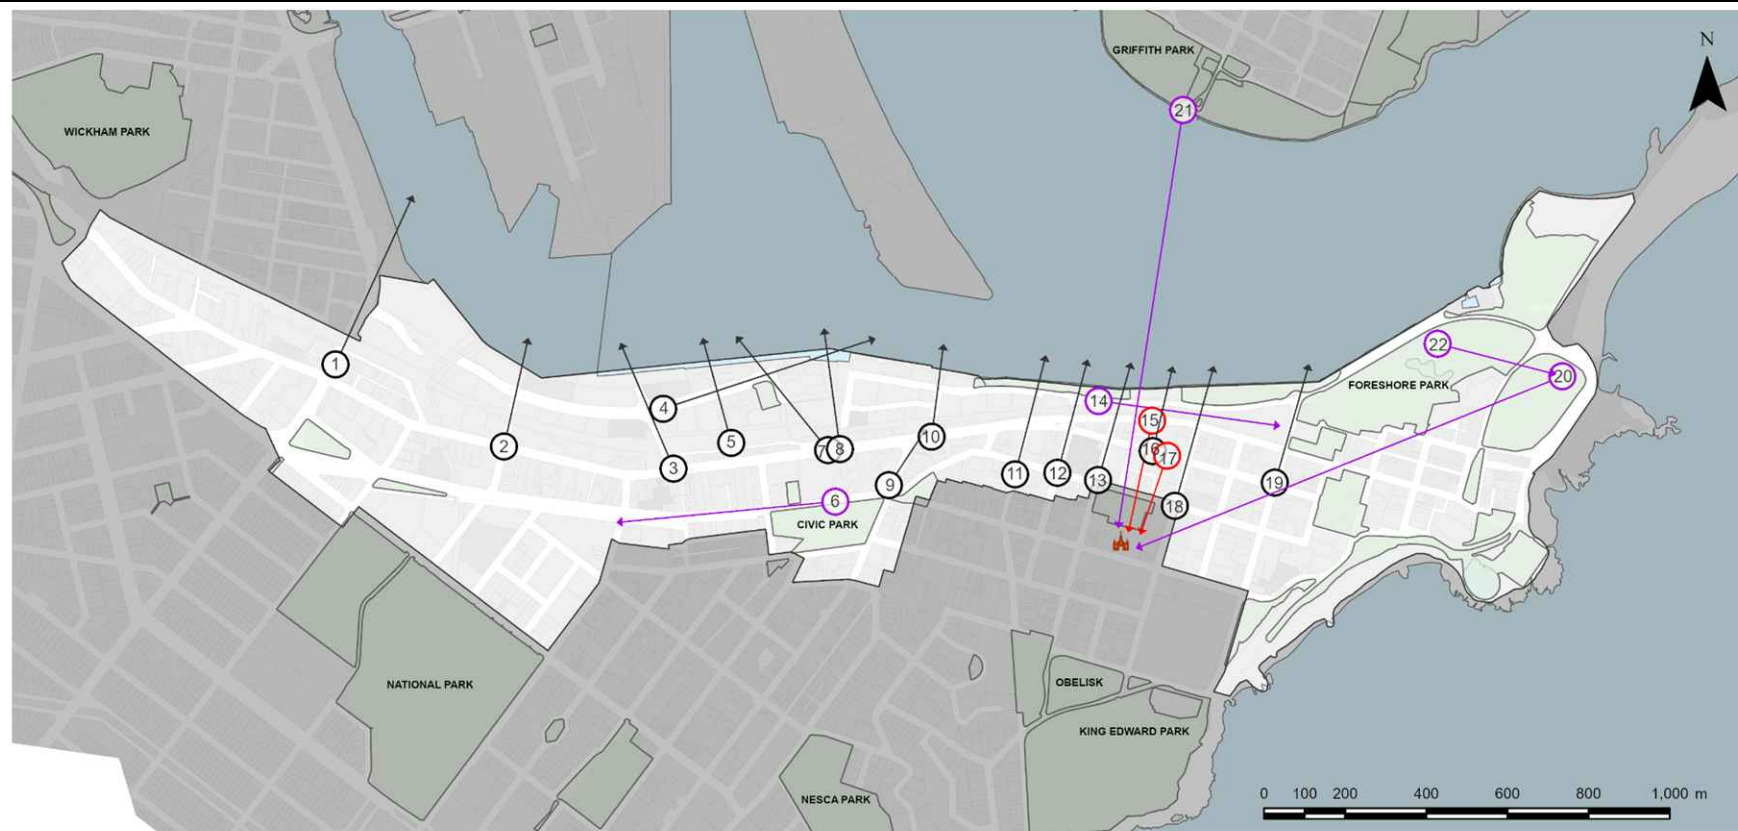 N
GRIFFITH PARK
21
WICKHAM PARK
1
22
20
FORESHORE PARK
14
4
15
10
5
2
7
8
16
17
3
11
12
13
19
9
6
18
CIVIC PARK
NATIONAL PARK
OBELISK
KING EDWARD PARK
NESCA PARK
0 100 200 400 600 800 1,000 m